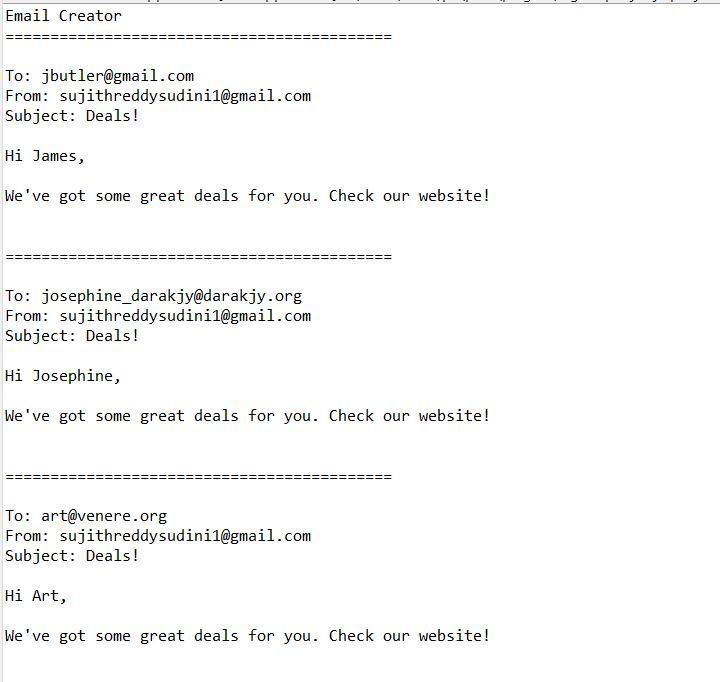 Email Creator
===========================================
To: jbutler@gmail.com
From: sujithreddysudini1@gmail.com
Subject: Deals!
Hi James,
We've got some great deals for you. Check our website!
===========================================
To: josephine_darakjy@darakjy.org
From: sujithreddysudini1@gmail.com
Subject: Deals!
Hi Josephine,
We've got some great deals for you. Check our website!
===========================================
To: art@venere.org
From: sujithreddysudini1@gmail.com
Subject: Deals!
Hi Art,
We've got some great deals for you. Check our website!